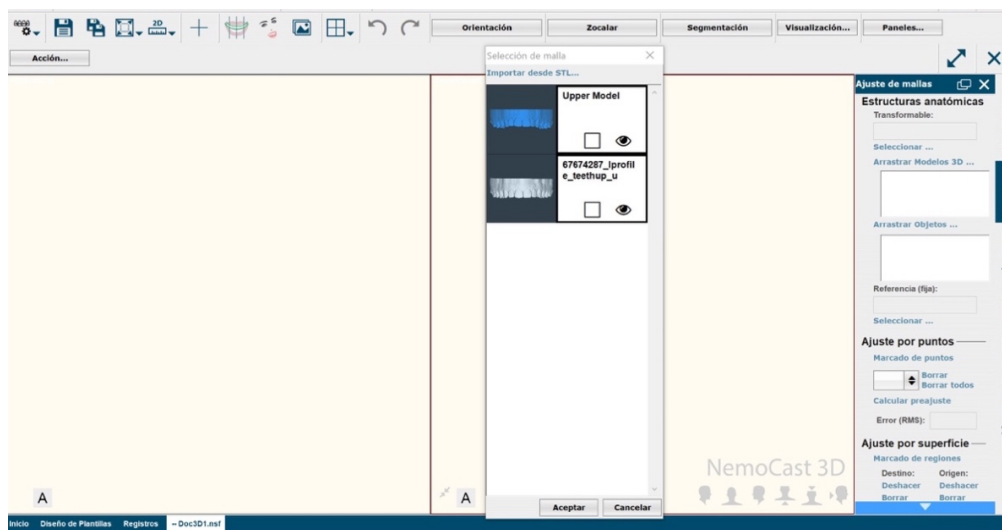 2D
Orientación
Zocalar
Segmentación
Visualización...
Paneles...
Acción...
Selección de malla
Importar desde STL...
Upper Model
67674287_lprofil
e_teethup_u
Aceptar
Cancelar
Ajuste de mallas
Estructuras anatómicas
Transformable:
Seleccionar ...
Arrastrar Modelos 3D ...
Arrastrar Objetos ...
Referencia (fija):
Seleccionar ...
Ajuste por puntos
Marcado de puntos
Borrar
Borrar todos
Calcular preajuste
Error (RMS):
Ajuste por superficie
Marcado de regiones
Destino: Origen:
Deshacer Deshacer
Borrar Borrar
NemoCast 3D
A
A
Inicio Diseño de Plantillas Registros ~ Doc3D1.nsf